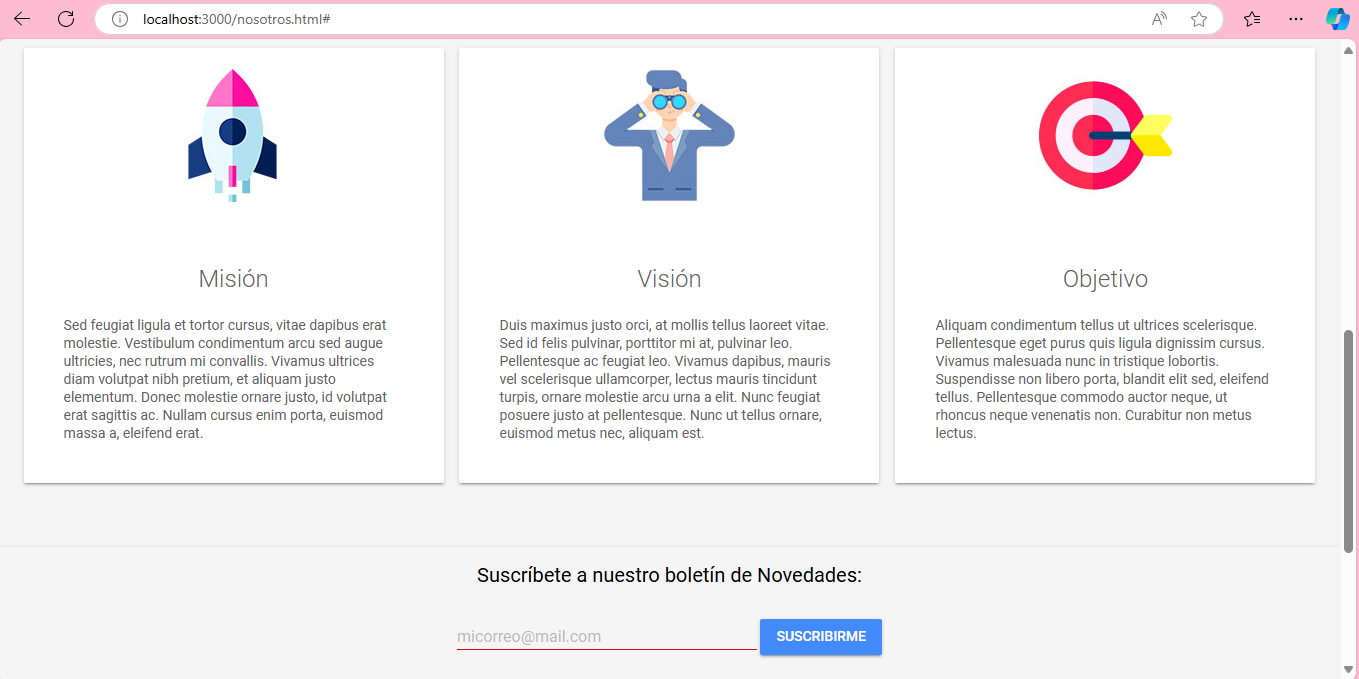 localhost:3000/nosotros.html#
Misión
Sed feugiat ligula et tortor cursus, vitae dapibus erat
molestie. Vestibulum condimentum arcu sed augue
ultricies, nec rutrum mi convallis. Vivamus ultrices
diam volutpat nibh pretium, et aliquam justo
elementum. Donec molestie ornare justo, id volutpat
erat sagittis ac. Nullam cursus enim porta, euismod
massa a, eleifend erat.
Visión
Duis maximus justo orci, at mollis tellus laoreet vitae.
Sed id felis pulvinar, porttitor mi at, pulvinar leo.
Pellentesque ac feugiat leo. Vivamus dapibus, mauris
vel scelerisque ullamcorper, lectus mauris tincidunt
turpis, ornare molestie arcu urna a elit. Nunc feugiat
posuere justo at pellentesque. Nunc ut tellus ornare,
euismod metus nec, aliquam est.
Objetivo
Aliquam condimentum tellus ut ultrices scelerisque.
Pellentesque eget purus quis ligula dignissim cursus.
Vivamus malesuada nunc in tristique lobortis.
Suspendisse non libero porta, blandit elit sed, eleifend
tellus. Pellentesque commodo auctor neque, ut
rhoncus neque venenatis non. Curabitur non metus
lectus.
Suscríbete a nuestro boletín de Novedades:
micorreo@mail.com
SUSCRIBIRME